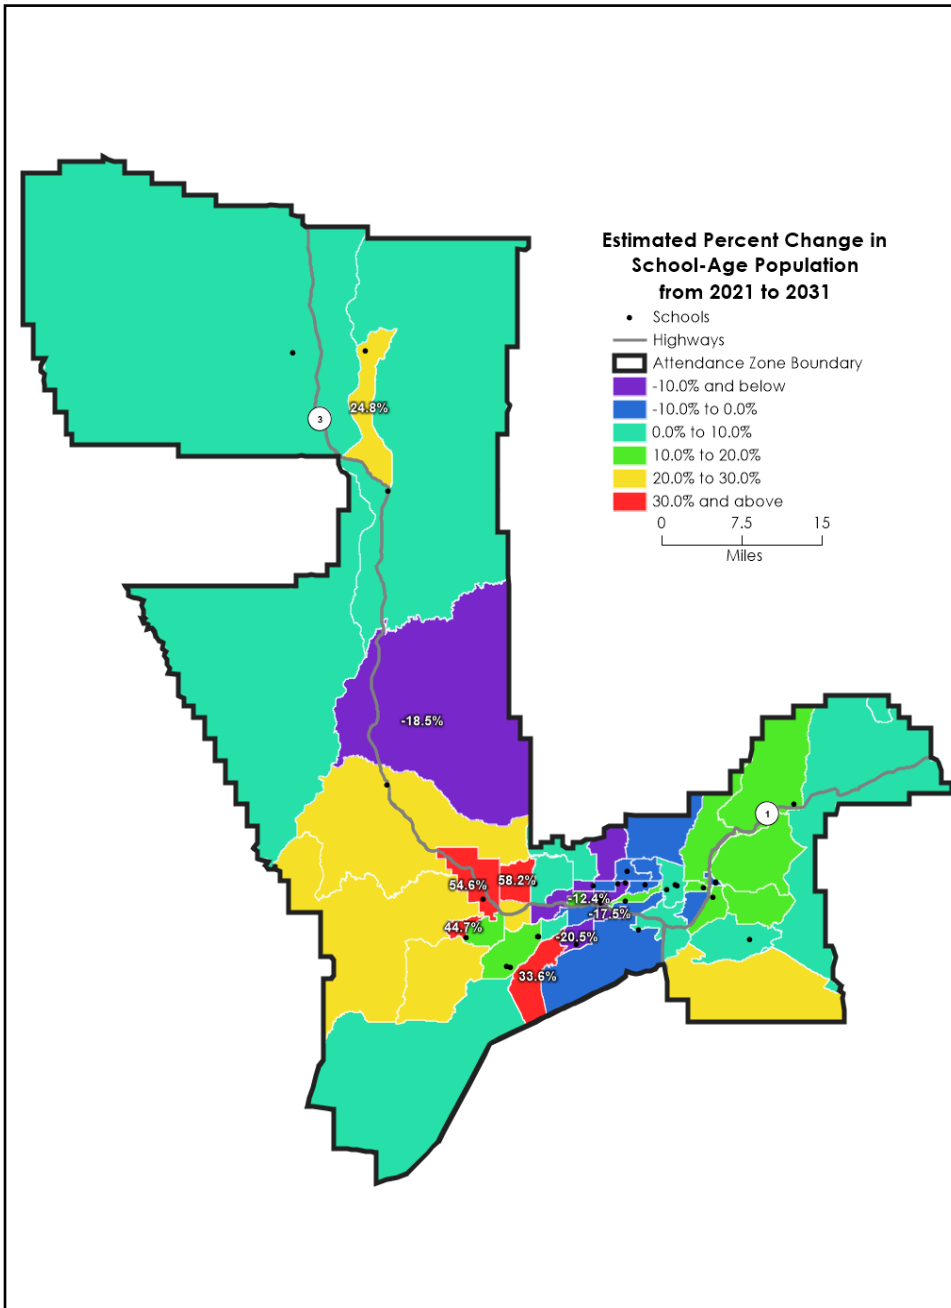 Estimated Percent Change in
School-Age Population
from 2021 to 2031
Schools
Highways
Attendance Zone Boundary
-10.0% and below
-10.0% to 0.0%
0.0% to 10.0%
10.0% to 20.0%
20.0% to 30.0%
30.0% and above
0 7.5 15
Miles
24.8%
3
-18.5%
1
54.6%
58.2%
-12.4%
-17.5%
44.7%
-20.5%
33.6%